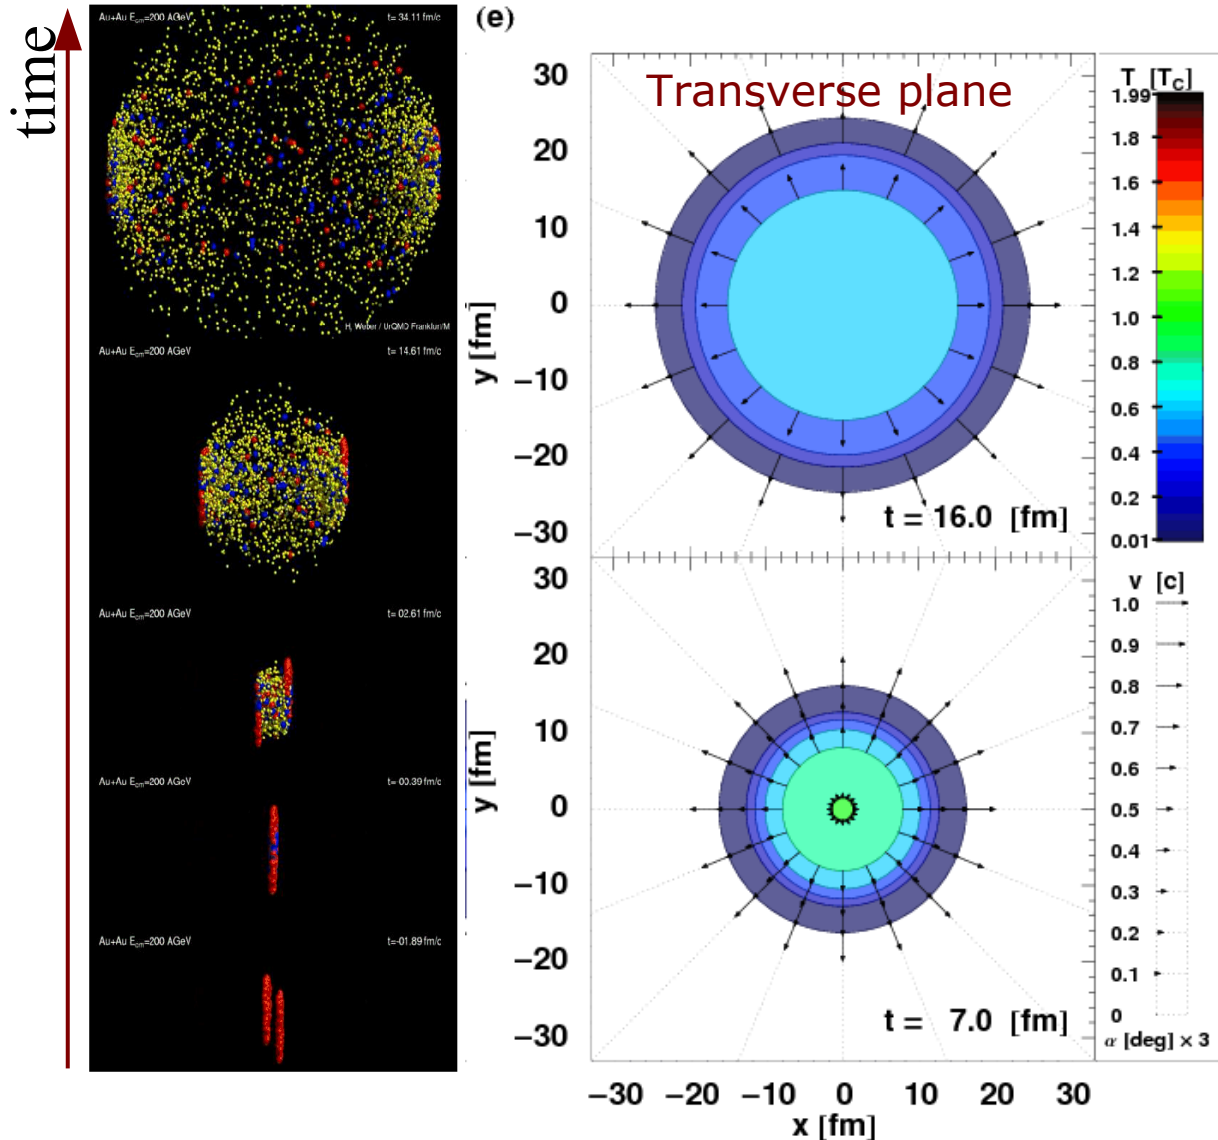 time
Au+Au E_cm=200 AGeV t= 34.11 fm/c
H. Weber / UrQMD Frankfurt/M
Au+Au E_cm=200 AGeV t= 14.61 fm/c
Au+Au E_cm=200 AGeV t= 02.61 fm/c
Au+Au E_cm=200 AGeV t= 00.39 fm/c
Au+Au E_cm=200 AGeV t=-01.89 fm/c
(e)
Transverse plane
30
20
10
0
−10
−20
−30
y [fm]
t = 16.0 [fm]
30
20
10
0
−10
−20
−30
y [fm]
t = 7.0 [fm]
−30 −20 −10 0 10 20 30
x [fm]
T [T_C]
1.99
1.8
1.6
1.4
1.2
1.0
0.8
0.6
0.4
0.2
0.01
v [c]
1.0
0.9
0.8
0.7
0.6
0.5
0.4
0.3
0.2
0.1
0
α [deg] × 3